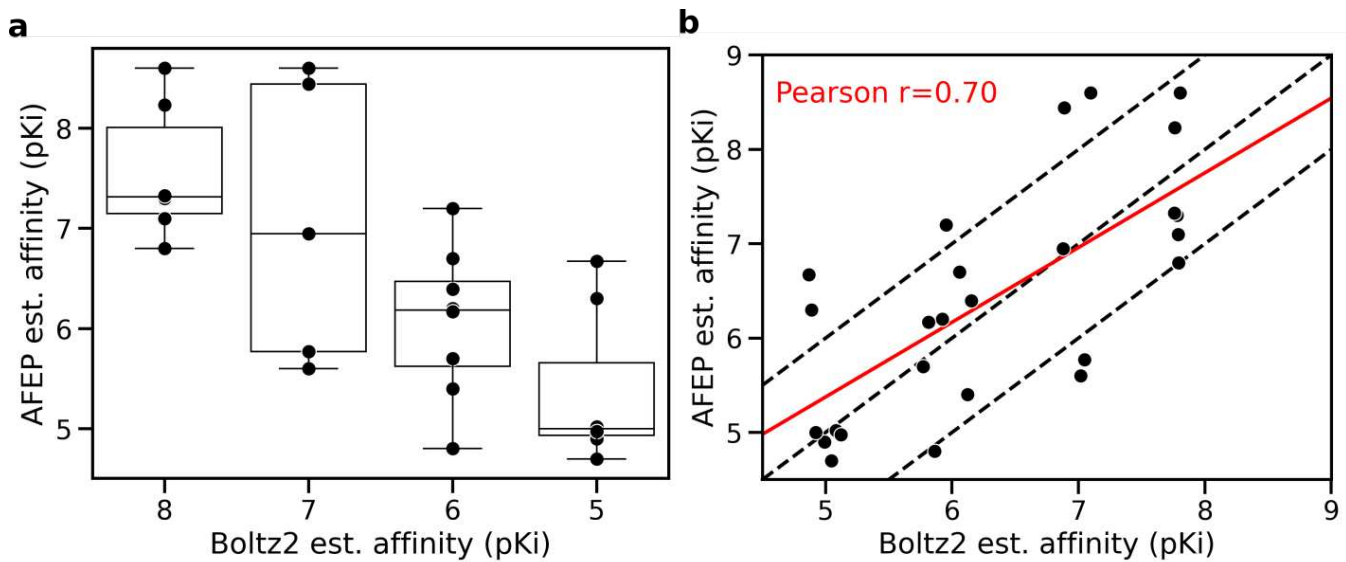 a
AFEP est. affinity (pKi)
8
7
6
5
8 7 6 5
Boltz2 est. affinity (pKi)
b
Pearson r=0.70
AFEP est. affinity (pKi)
9
8
7
6
5
5 6 7 8 9
Boltz2 est. affinity (pKi)